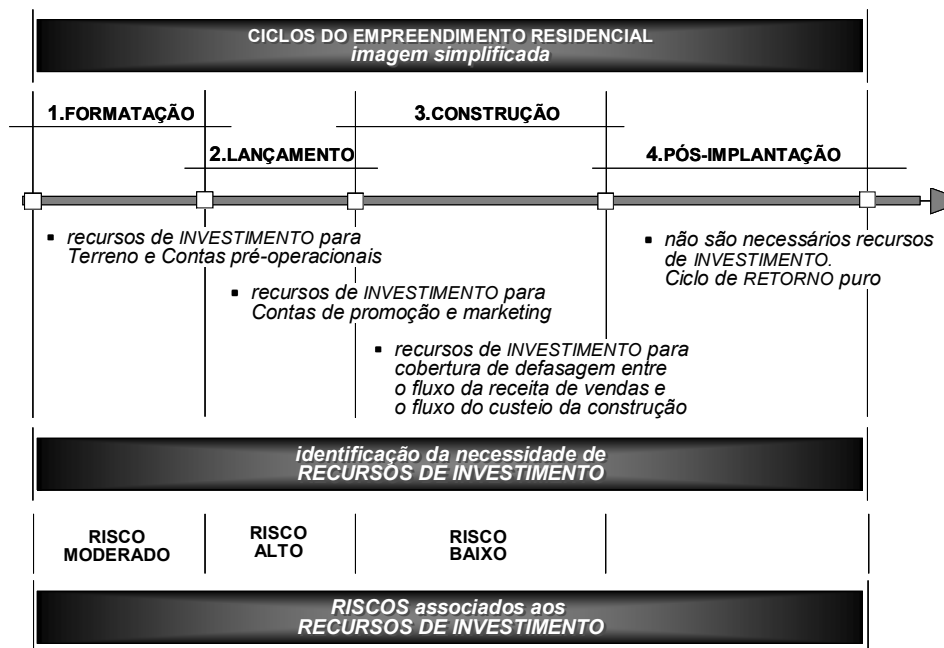 CICLOS DO EMPREENDIMENTO RESIDENCIAL
imagem simplificada
1.FORMATAÇÃO
3.CONSTRUÇÃO
2.LANÇAMENTO
4.PÓS-IMPLANTAÇÃO
▪ recursos de INVESTIMENTO para
Terreno e Contas pré-operacionais
▪ não são necessários recursos
de INVESTIMENTO.
Ciclo de RETORNO puro
▪ recursos de INVESTIMENTO para
Contas de promoção e marketing
▪ recursos de INVESTIMENTO para
cobertura de defasagem entre
o fluxo da receita de vendas e
o fluxo do custeio da construção
identificação da necessidade de
RECURSOS DE INVESTIMENTO
RISCO
MODERADO
RISCO
ALTO
RISCO
BAIXO
RISCOS associados aos
RECURSOS DE INVESTIMENTO